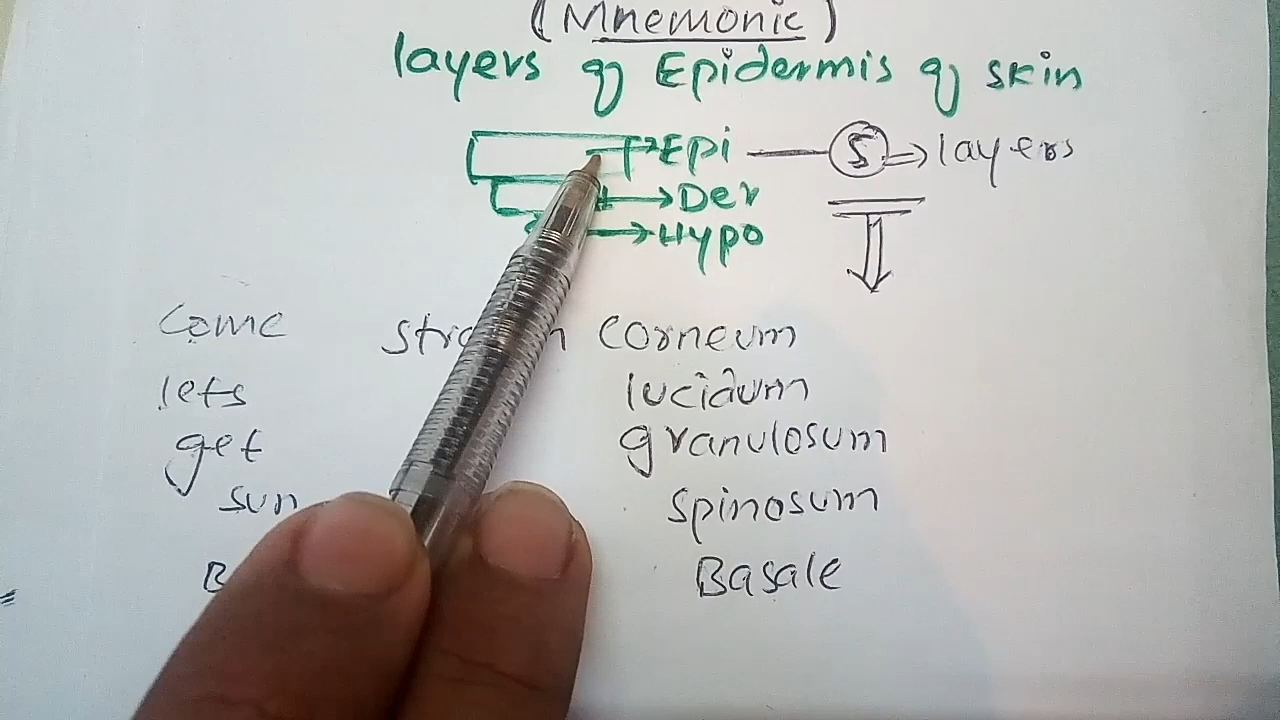 (Mnemonic)
layers of Epidermis of skin
Epi 5 layers
Der
Hypo
Come Corneum
lets lucidum
get granulosum
sun spinosum
Basale